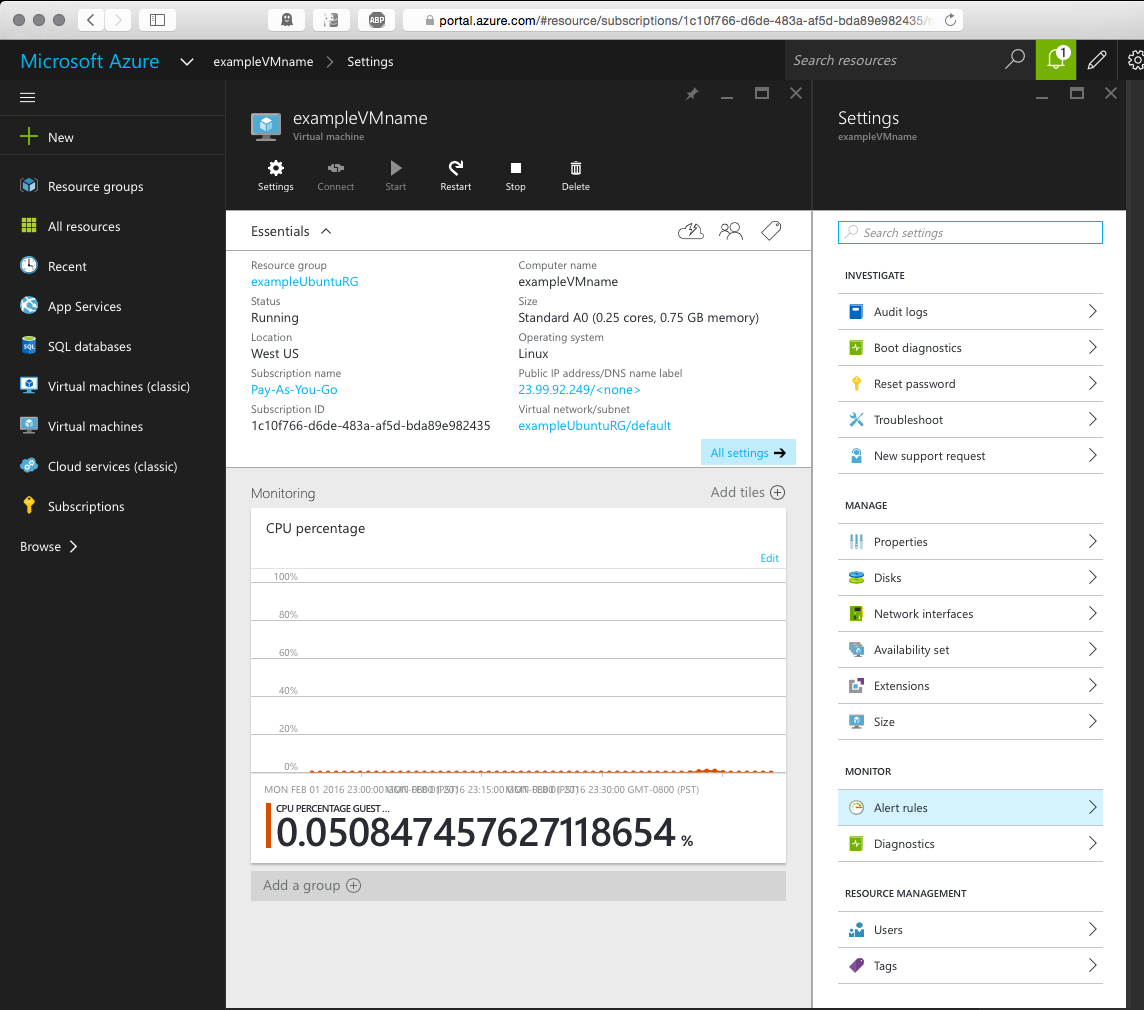 ABP
portal.azure.com/#resource/subscriptions/1c10f766-d6de-483a-af5d-bda89e982435/r
Microsoft Azure
exampleVMname
Settings
Search resources
1
New
Resource groups
All resources
Recent
App Services
SQL
SQL databases
Virtual machines (classic)
Virtual machines
Cloud services (classic)
Subscriptions
Browse
exampleVMname
Virtual machine
Settings
Connect
Start
Restart
Stop
Delete
Essentials
Resource group
exampleUbuntuRG
Status
Running
Location
West US
Subscription name
Pay-As-You-Go
Subscription ID
1c10f766-d6de-483a-af5d-bda89e982435
Computer name
exampleVMname
Size
Standard A0 (0.25 cores, 0.75 GB memory)
Operating system
Linux
Public IP address/DNS name label
23.99.92.249/<none>
Virtual network/subnet
exampleUbuntuRG/default
All settings
Monitoring
Add tiles
CPU percentage
Edit
100%
80%
60%
40%
20%
0%
MON FEB 01 2016 23:00:00 23:15:00 23:30:00 GMT-0800 (PST)
CPU PERCENTAGE GUEST ...
0.050847457627118654 %
Add a group
Settings
exampleVMname
Search settings
INVESTIGATE
Audit logs
Boot diagnostics
Reset password
Troubleshoot
New support request
MANAGE
Properties
Disks
Network interfaces
Availability set
Extensions
Size
MONITOR
Alert rules
Diagnostics
RESOURCE MANAGEMENT
Users
Tags